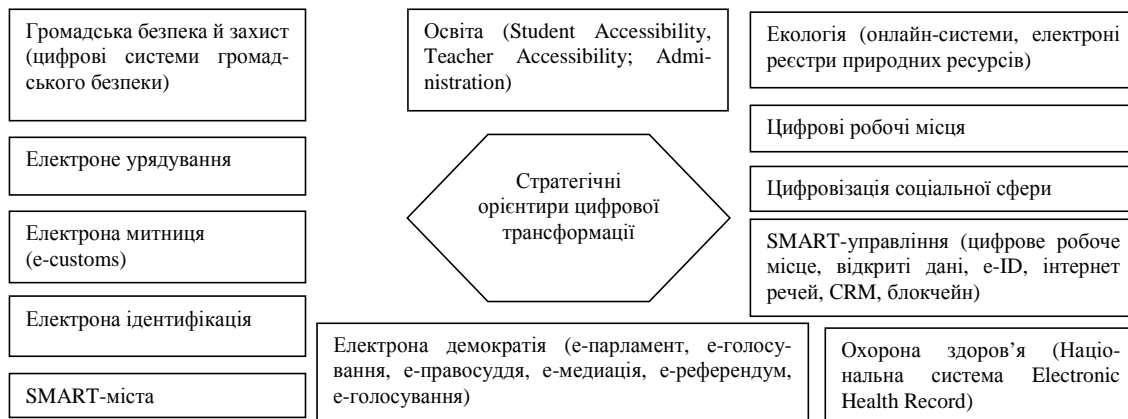 Громадська безпека й захист
(цифрові системи громад-
ського безпеки)
Електроне урядування
Електрона митниця
(e-customs)
Електрона ідентифікація
SMART-міста
Освіта (Student Accessibility,
Teacher Accessibility; Admi-
nistration)
Стратегічні
орієнтири цифрової
трансформації
Електрона демократія (е-парламент, е-голосу-
вання, е-правосуддя, е-медиація, е-референдум,
е-голосування)
Екологія (онлайн-системи, електроні
реєстри природних ресурсів)
Цифрові робочі місця
Цифровізація соціальної сфери
SMART-управління (цифрове робоче
місце, відкриті дані, e-ID, інтернет
речей, CRM, блокчейн)
Охорона здоров’я (Націо-
нальна система Electronic
Health Record)